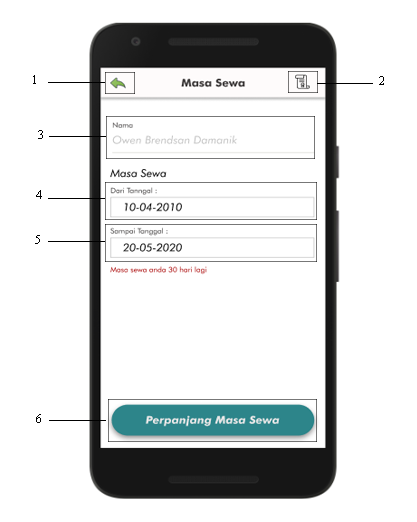 1
Masa Sewa
2
3
Nama
Owen Brendsan Damanik
Masa Sewa
4
Dari Tanngal :
10-04-2010
5
Sampai Tanggal :
20-05-2020
Masa sewa anda 30 hari lagi
6
Perpanjang Masa Sewa